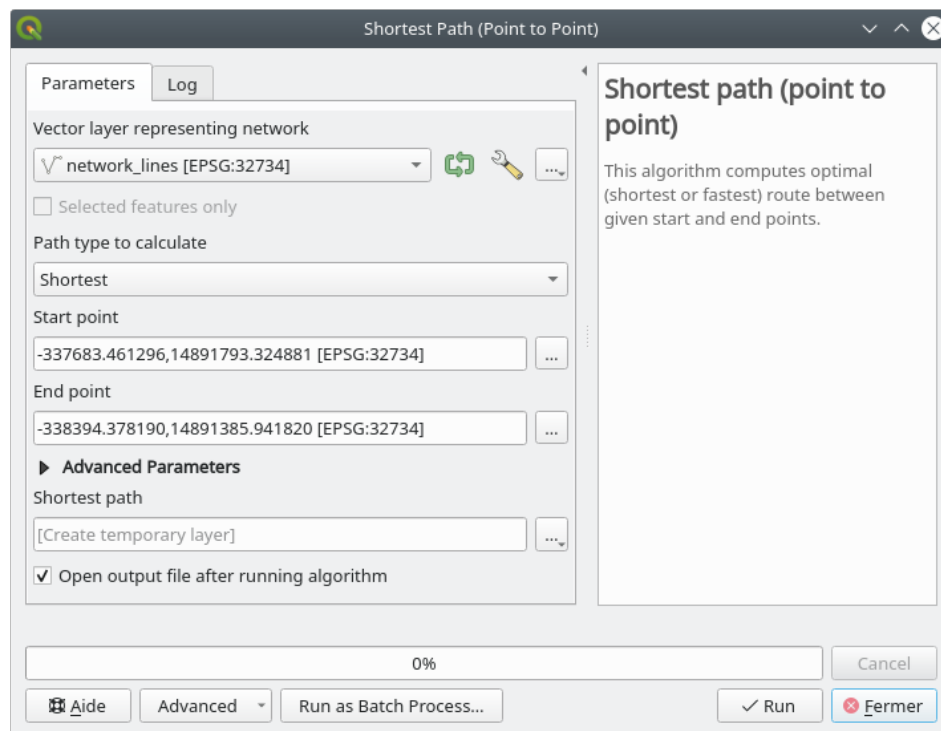 Shortest Path (Point to Point)
Parameters
Log
Vector layer representing network
network_lines [EPSG:32734]
...
Selected features only
Path type to calculate
Shortest
Start point
-337683.461296,14891793.324881 [EPSG:32734]
...
End point
-338394.378190,14891385.941820 [EPSG:32734]
...
Advanced Parameters
Shortest path
[Create temporary layer]
...
Open output file after running algorithm
Shortest path (point to
point)
This algorithm computes optimal
(shortest or fastest) route between
given start and end points.
0%
Cancel
Aide
Advanced
Run as Batch Process...
Run
Fermer